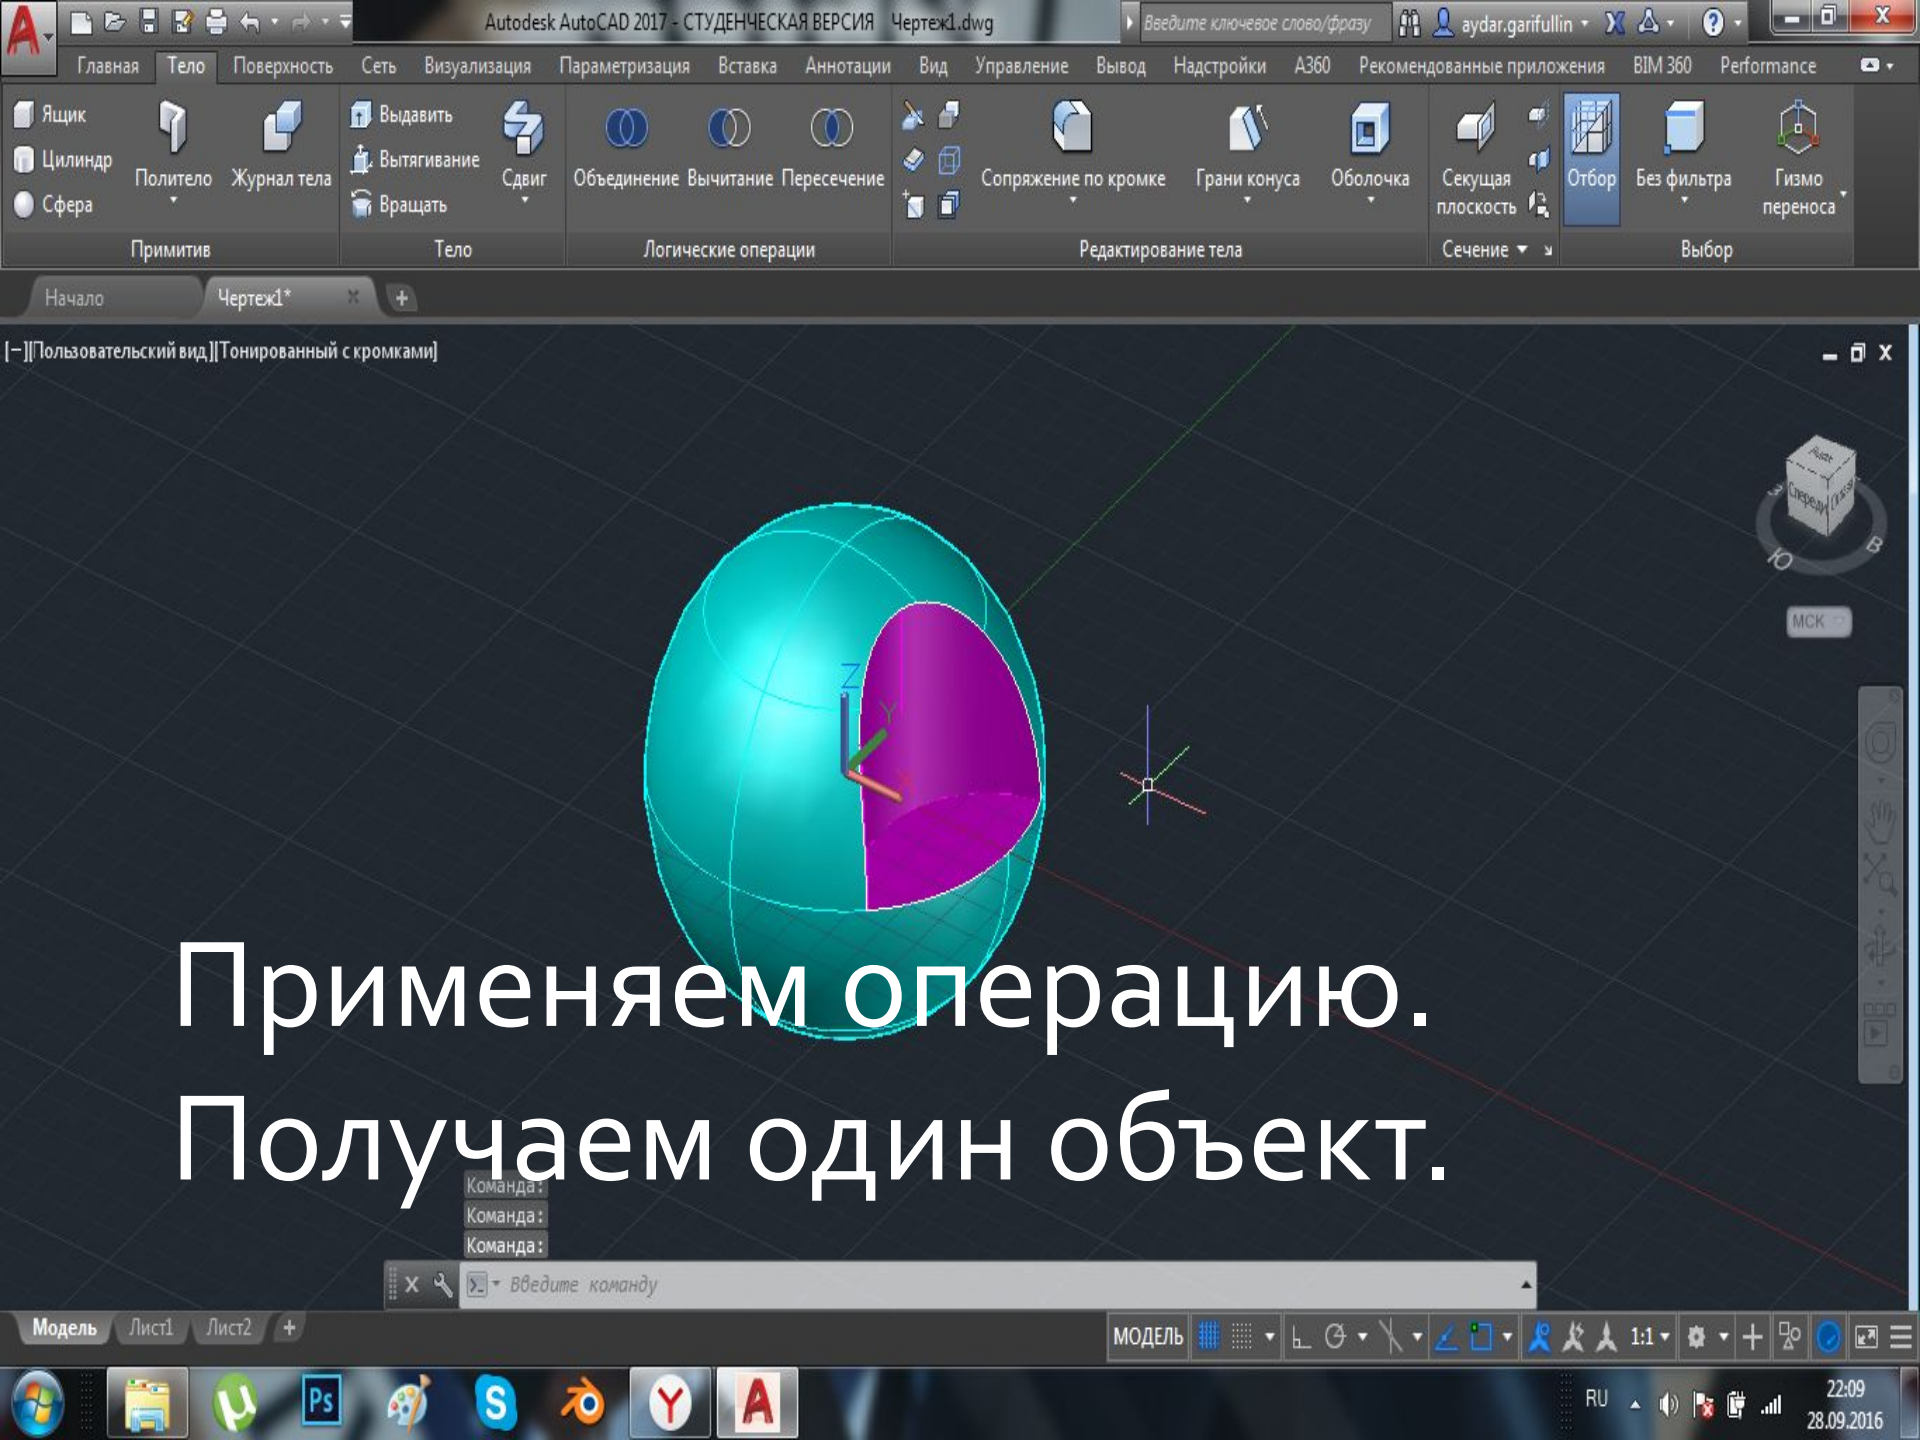 Autodesk AutoCAD 2017 - СТУДЕНЧЕСКАЯ ВЕРСИЯ Чертеж1.dwg
Введите ключевое слово/фразу
aydar.garifullin
Главная Тело Поверхность Сеть Визуализация Параметризация Вставка Аннотации Вид Управление Вывод Надстройки A360 Рекомендованные приложения BIM 360 Performance
Ящик
Цилиндр
Сфера
Политело
Журнал тела
Выдавить
Вытягивание
Вращать
Сдвиг
Объединение Вычитание Пересечение
Сопряжение по кромке
Грани конуса
Оболочка
Секущая
плоскость
Отбор
Без фильтра
Гизмо
переноса
Примитив
Тело
Логические операции
Редактирование тела
Сечение
Выбор
Начало
Чертеж1*
[−][Пользовательский вид][Тонированный с кромками]
Спереди
З
Ю
В
МСК
Z
Y
X
Применяем операцию.
Получаем один объект.
Команда:
Команда:
Команда:
Введите команду
Модель Лист1 Лист2
МОДЕЛЬ
1:1
Ps
S
Y
A
RU
22:09
28.09.2016